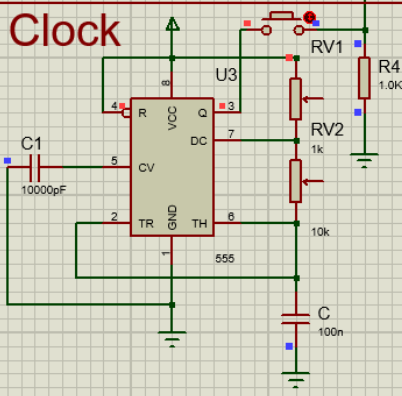 Clock
RV1
U3
R4
1.0K
8
4
R
VCC
Q
3
DC
7
RV2
1k
C1
10000pF
5
CV
2
TR
GND
TH
6
1
555
10k
C
100n